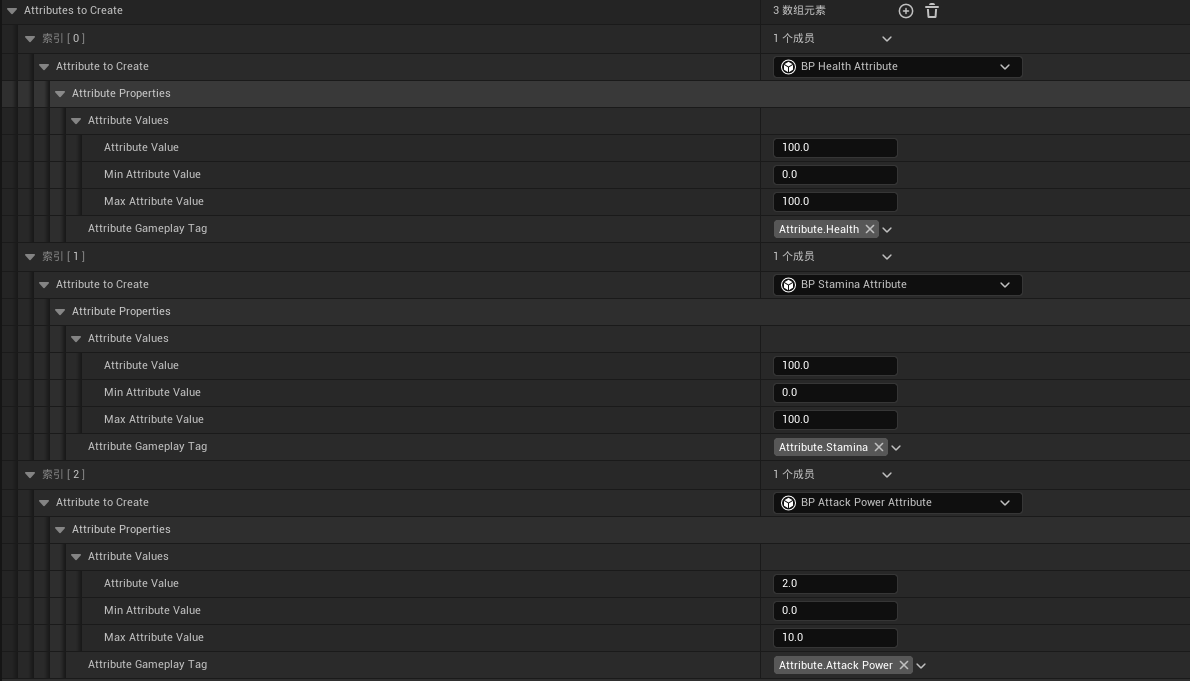 Attributes to Create 3 数组元素
索引 [ 0 ] 1 个成员
Attribute to Create BP Health Attribute
Attribute Properties
Attribute Values
Attribute Value 100.0
Min Attribute Value 0.0
Max Attribute Value 100.0
Attribute Gameplay Tag Attribute.Health
索引 [ 1 ] 1 个成员
Attribute to Create BP Stamina Attribute
Attribute Properties
Attribute Values
Attribute Value 100.0
Min Attribute Value 0.0
Max Attribute Value 100.0
Attribute Gameplay Tag Attribute.Stamina
索引 [ 2 ] 1 个成员
Attribute to Create BP Attack Power Attribute
Attribute Properties
Attribute Values
Attribute Value 2.0
Min Attribute Value 0.0
Max Attribute Value 10.0
Attribute Gameplay Tag Attribute.Attack Power